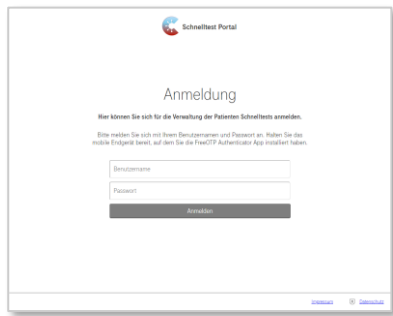 Schnelltest Portal
Anmeldung
Hier können Sie sich für die Verwaltung der Patienten Schnelltests anmelden.
Bitte melden Sie sich mit Ihrem Benutzernamen und Passwort an. Halten Sie das
mobile Endgerät bereit, auf dem Sie die FreeOTP Authenticator App installiert haben.
Benutzername
Passwort
Anmelden
Impressum Datenschutz